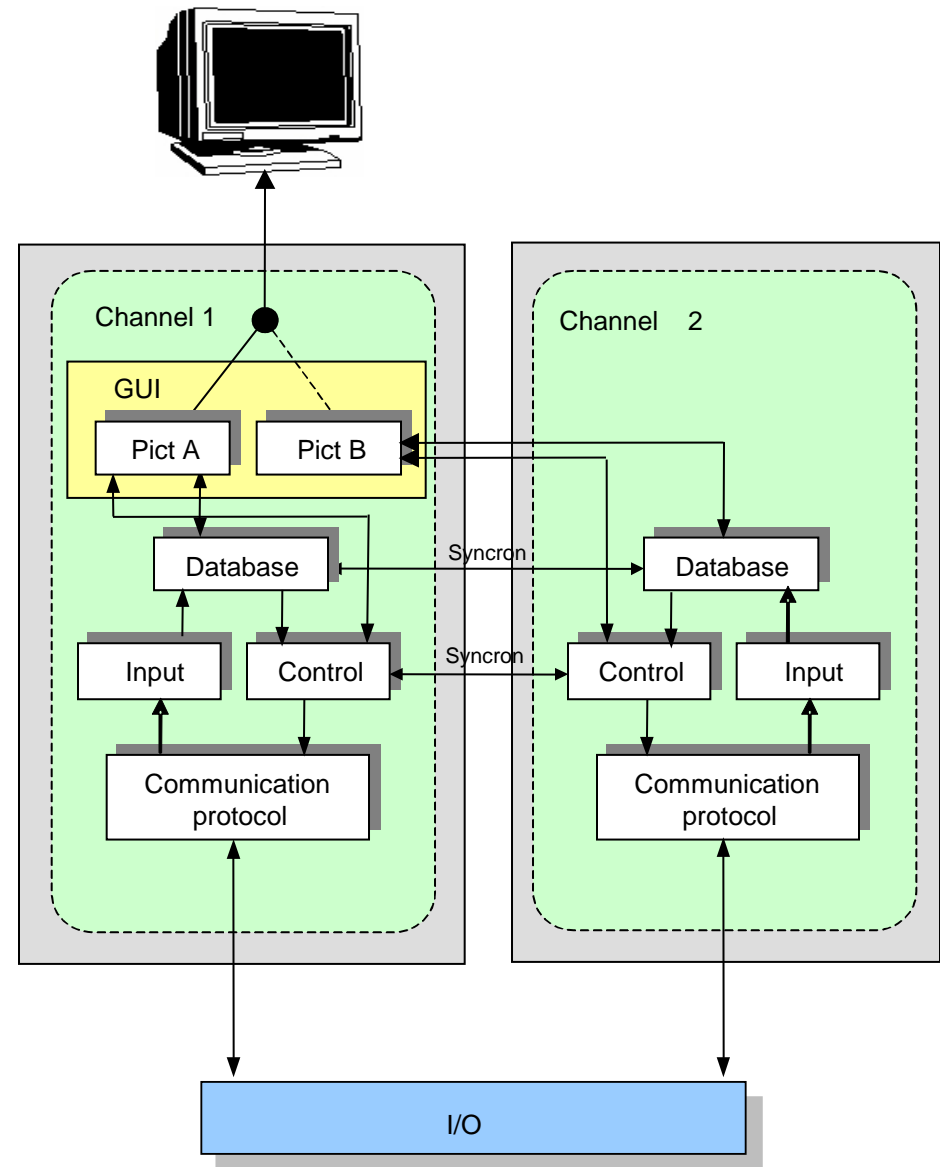 Channel 1
GUI
Pict A
Pict B
Database
Input
Control
Communication
protocol
Syncron
Syncron
Channel 2
Database
Control
Input
Communication
protocol
I/O